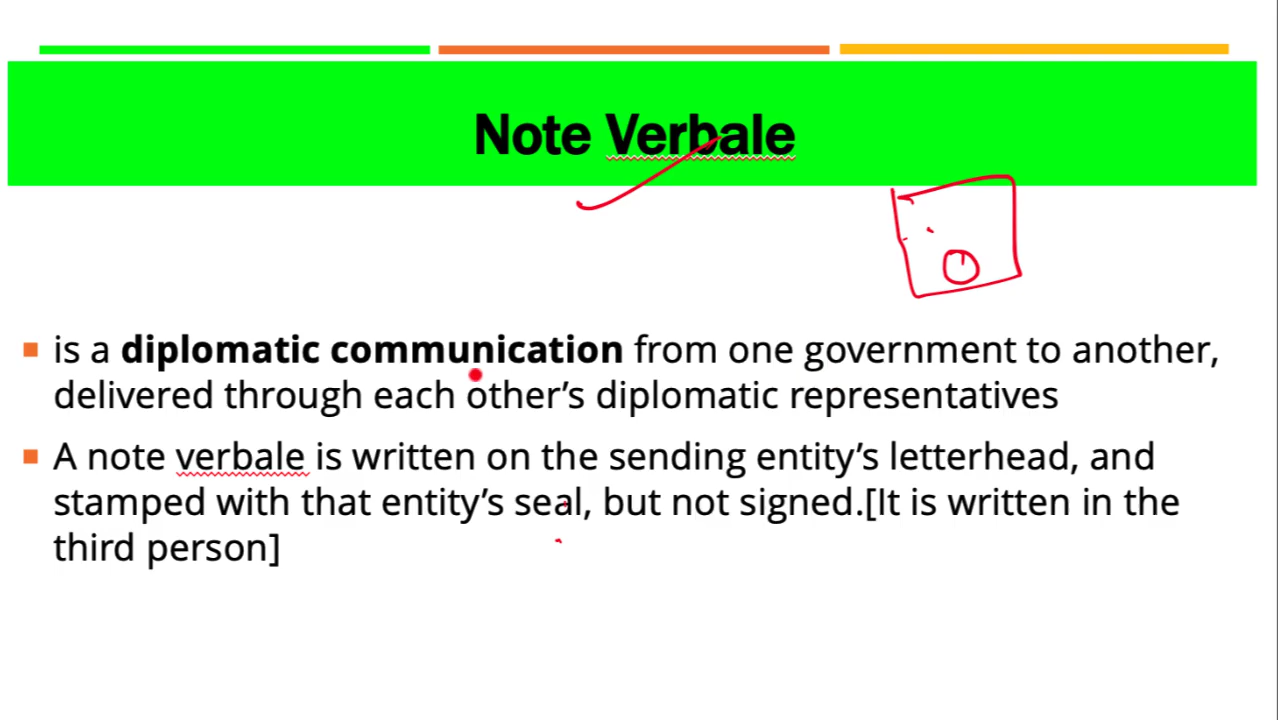 Note Verbale
is a diplomatic communication from one government to another,
delivered through each other’s diplomatic representatives
A note verbale is written on the sending entity’s letterhead, and
stamped with that entity’s seal, but not signed.[It is written in the
third person]